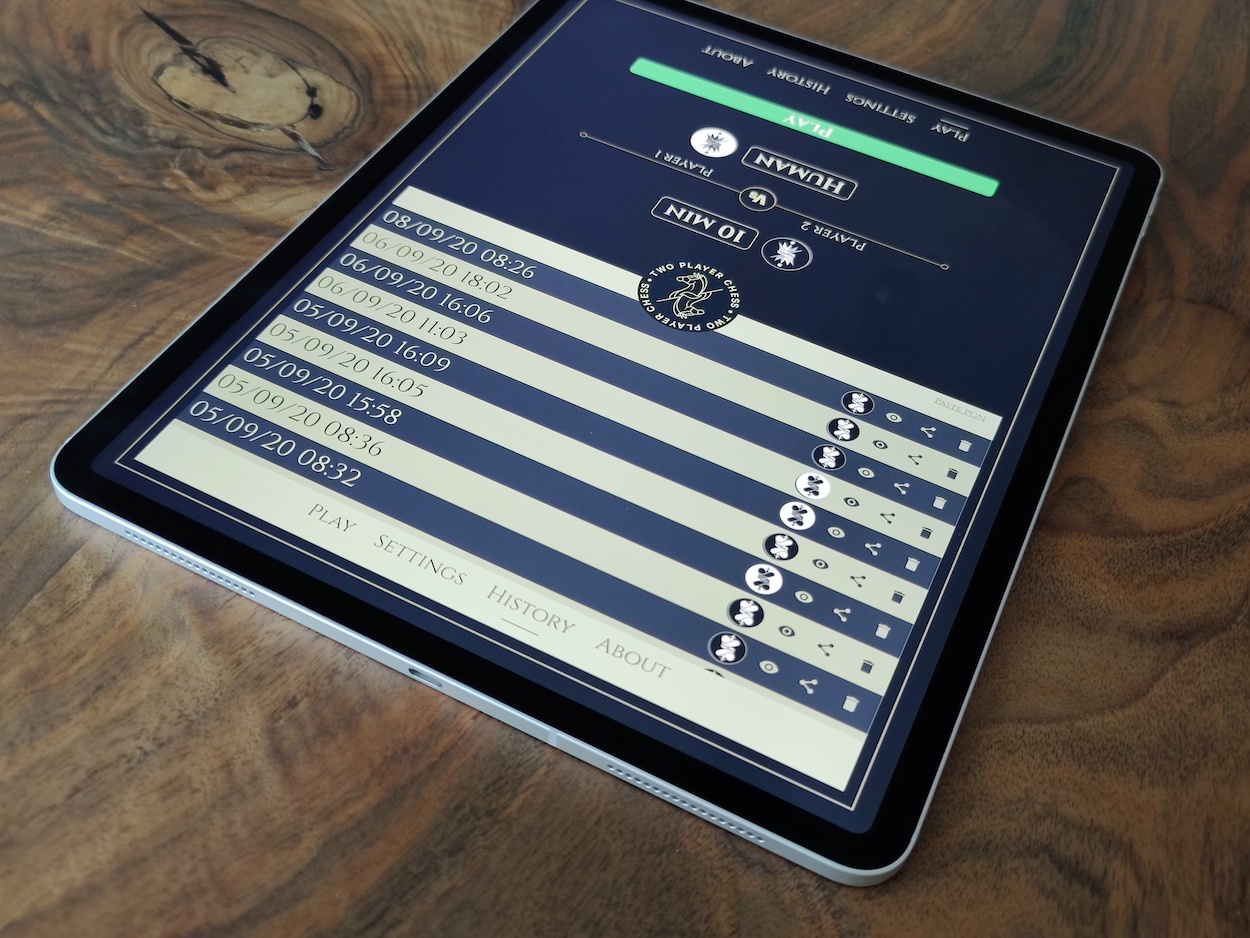 ABOUT HISTORY SETTINGS PLAY
PLAY
HUMAN
PLAYER 1
Vs
PLAYER 2
10 MIN
TWO PLAYER CHESS • TWO PLAYER CHESS •
PASTE PGN
08/09/20 08:26
06/09/20 18:02
06/09/20 16:06
06/09/20 11:03
05/09/20 16:09
05/09/20 16:05
05/09/20 15:58
05/09/20 08:36
05/09/20 08:32
PLAY SETTINGS HISTORY ABOUT